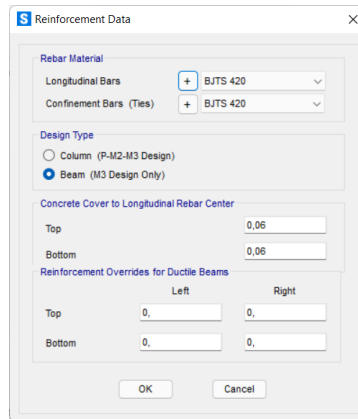 S Reinforcement Data
Rebar Material
Longitudinal Bars + BJTS 420
Confinement Bars (Ties) + BJTS 420
Design Type
Column (P-M2-M3 Design)
Beam (M3 Design Only)
Concrete Cover to Longitudinal Rebar Center
Top 0,06
Bottom 0,06
Reinforcement Overrides for Ductile Beams
Left Right
Top 0, 0,
Bottom 0, 0,
OK Cancel